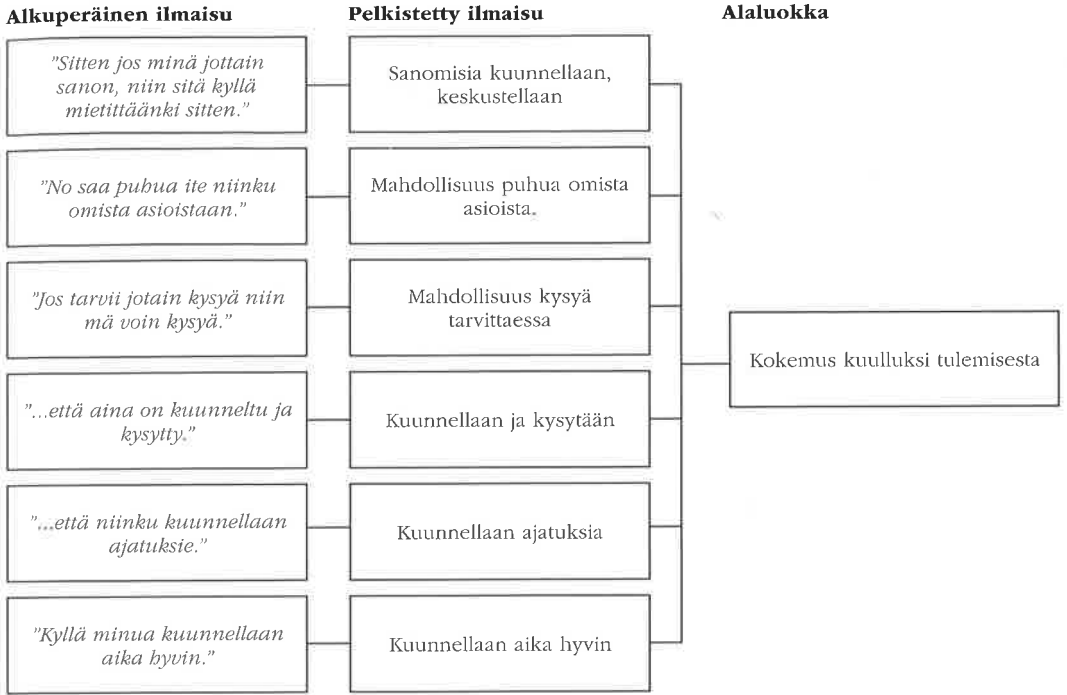 Alkuperäinen ilmaisu
Pelkistetty ilmaisu
Alaluokka
"Sitten jos minä jottain
sanon, niin sitä kyllä
mietittäänki sitten."
Sanomisia kuunnellaan,
keskustellaan
"No saa puhua ite niinku
omista asioistaan."
Mahdollisuus puhua omista
asioista.
"Jos tarvii jotain kysyä niin
mä voin kysyä."
Mahdollisuus kysyä
tarvittaessa
"...että aina on kuunneltu ja
kysytty."
Kuunnellaan ja kysytään
"...että niinku kuunnellaan
ajatuksie."
Kuunnellaan ajatuksia
"Kyllä minua kuunnellaan
aika hyvin."
Kuunnellaan aika hyvin
Kokemus kuulluksi tulemisesta